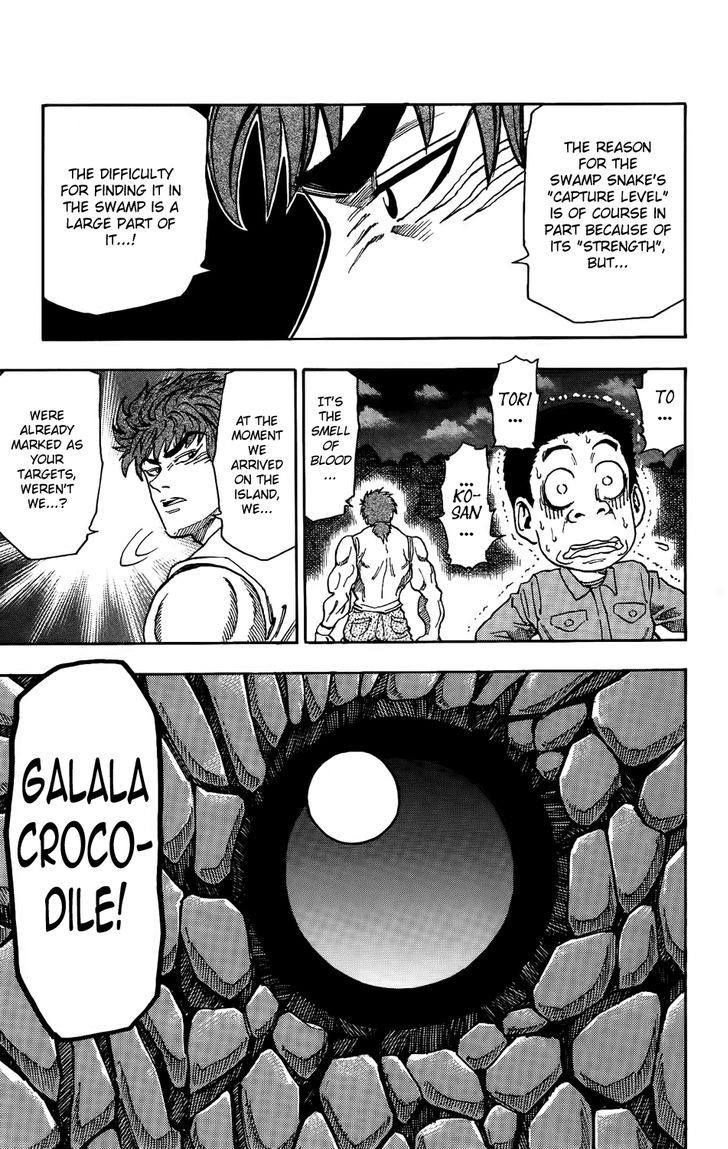 THE REASON
FOR THE
SWAMP SNAKE'S
"CAPTURE LEVEL"
IS OF COURSE IN
PART BECAUSE OF
ITS "STRENGTH",
BUT...
THE DIFFICULTY
FOR FINDING IT IN
THE SWAMP IS A
LARGE PART OF
IT...!
TO
...
TORI
...
...
KO-
SAN
...
IT'S
THE
SMELL OF
BLOOD
...
AT THE
MOMENT
WE
ARRIVED
ON THE
ISLAND,
WE...
WERE
ALREADY
MARKED AS
YOUR
TARGETS,
WEREN'T
WE...?
GALALA
CROCO-
DILE!